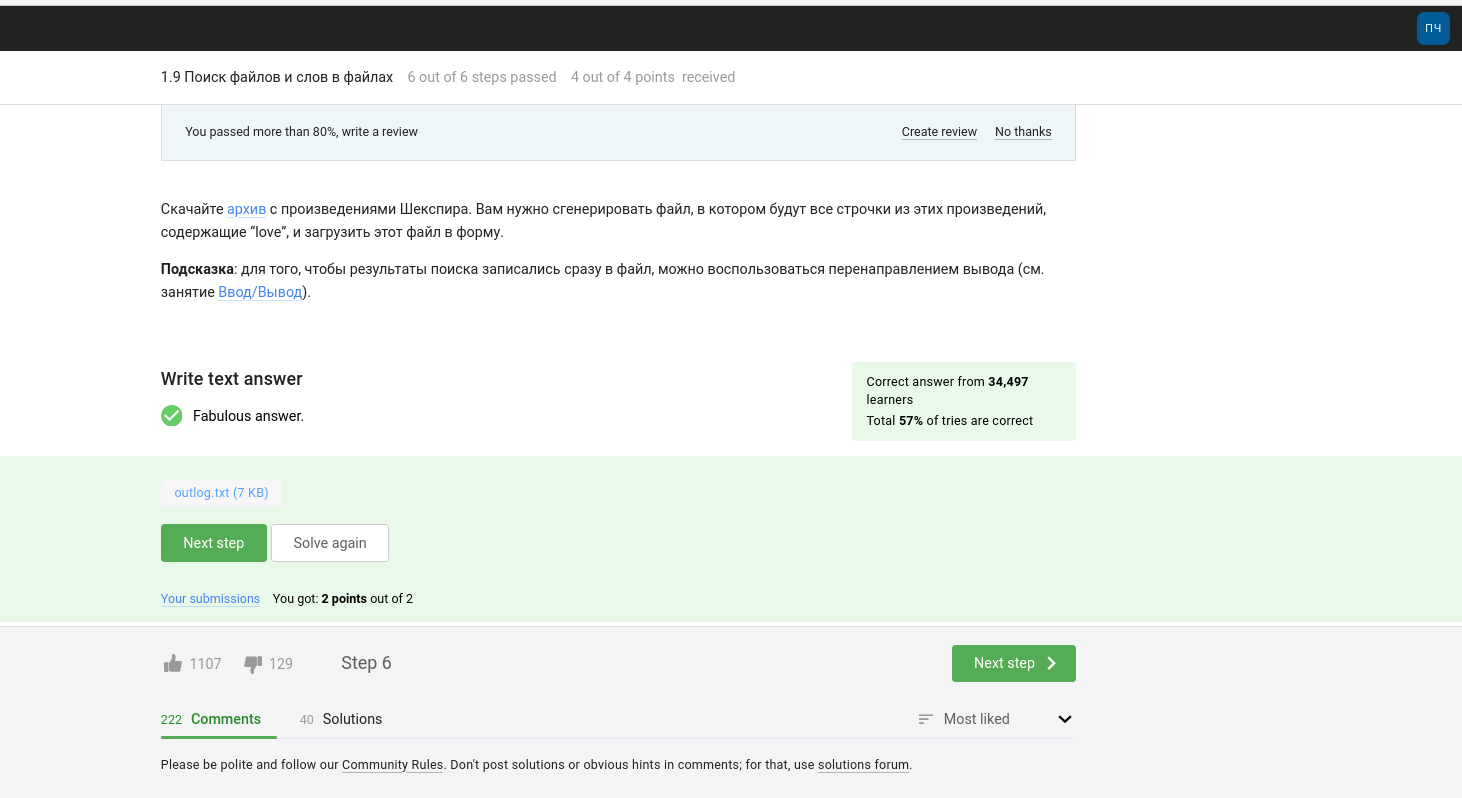 ПЧ
1.9 Поиск файлов и слов в файлах 6 out of 6 steps passed 4 out of 4 points received
You passed more than 80%, write a review Create review No thanks
Скачайте архив с произведениями Шекспира. Вам нужно сгенерировать файл, в котором будут все строчки из этих произведений,
содержащие “love”, и загрузить этот файл в форму.
Подсказка: для того, чтобы результаты поиска записались сразу в файл, можно воспользоваться перенаправлением вывода (см.
занятие Ввод/Вывод).
Write text answer
Fabulous answer.
Correct answer from 34,497
learners
Total 57% of tries are correct
outlog.txt (7 KB)
Next step Solve again
Your submissions You got: 2 points out of 2
1107 129 Step 6 Next step
222 Comments 40 Solutions Most liked
Please be polite and follow our Community Rules. Don't post solutions or obvious hints in comments; for that, use solutions forum.